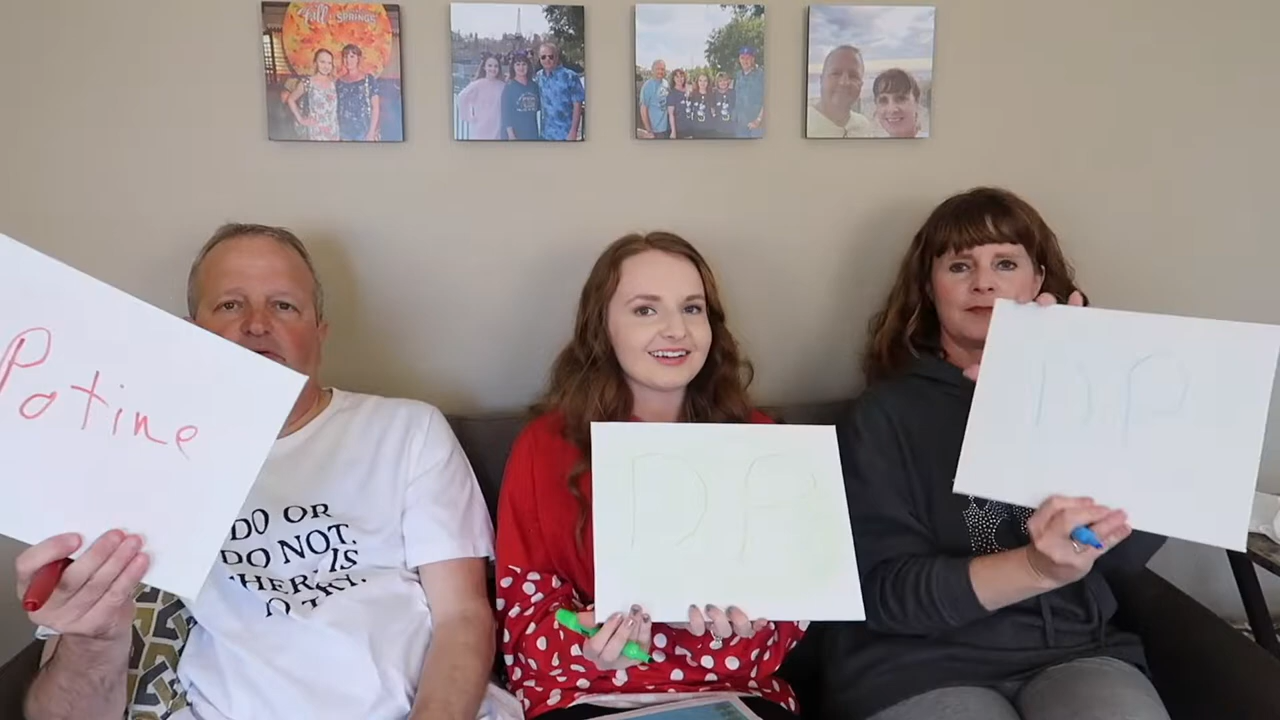 Fall
SPRINGS
Potine
DO OR
DO NOT.
IS
DP
DP